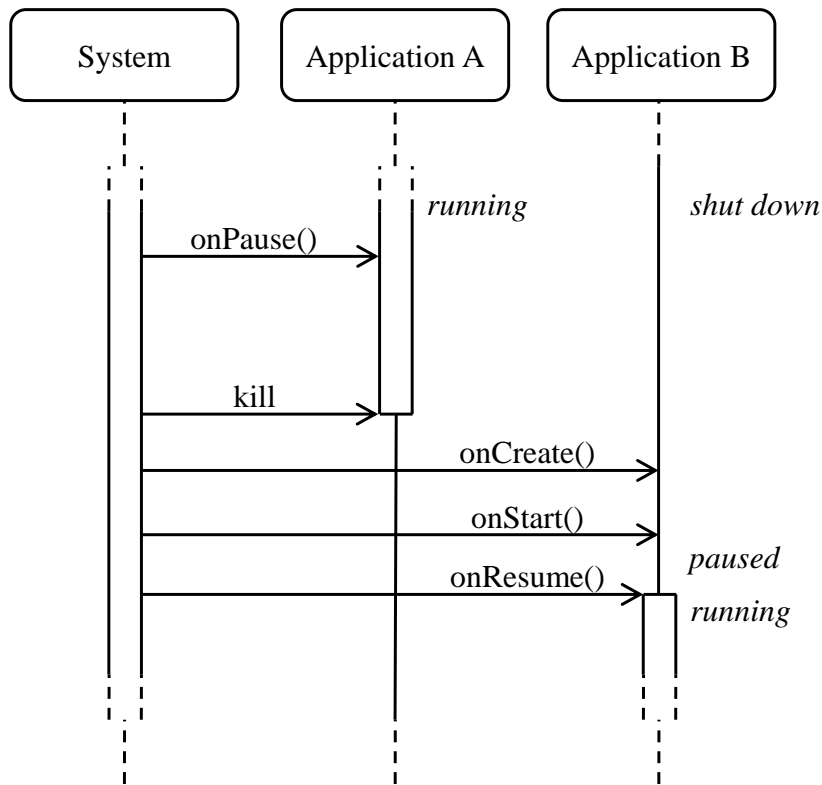 System
Application A
Application B
running
shut down
onPause()
kill
onCreate()
onStart()
paused
onResume()
running